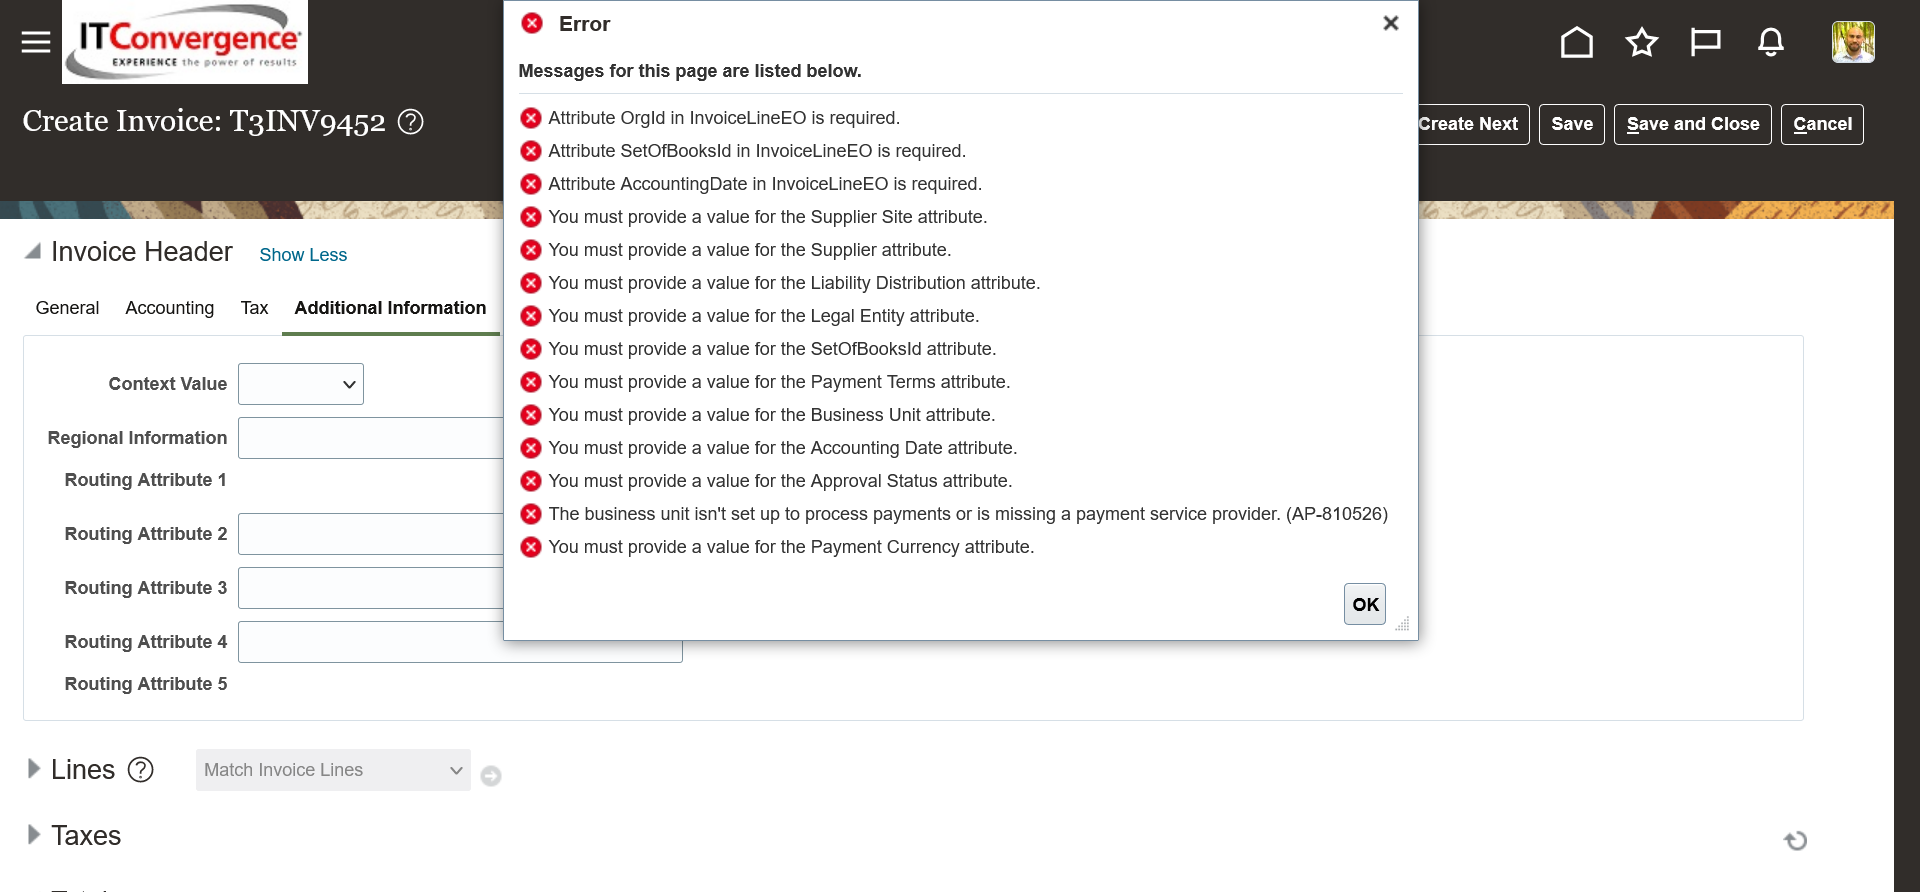 ITConvergence
EXPERIENCE the power of results
Create Invoice: T3INV9452
Create Next
Save
Save and Close
Cancel
Error
Messages for this page are listed below.
Attribute OrgId in InvoiceLineEO is required.
Attribute SetOfBooksId in InvoiceLineEO is required.
Attribute AccountingDate in InvoiceLineEO is required.
You must provide a value for the Supplier Site attribute.
You must provide a value for the Supplier attribute.
You must provide a value for the Liability Distribution attribute.
You must provide a value for the Legal Entity attribute.
You must provide a value for the SetOfBooksId attribute.
You must provide a value for the Payment Terms attribute.
You must provide a value for the Business Unit attribute.
You must provide a value for the Accounting Date attribute.
You must provide a value for the Approval Status attribute.
The business unit isn't set up to process payments or is missing a payment service provider. (AP-810526)
You must provide a value for the Payment Currency attribute.
OK
Invoice Header Show Less
General Accounting Tax Additional Information
Context Value
Regional Information
Routing Attribute 1
Routing Attribute 2
Routing Attribute 3
Routing Attribute 4
Routing Attribute 5
Lines Match Invoice Lines
Taxes